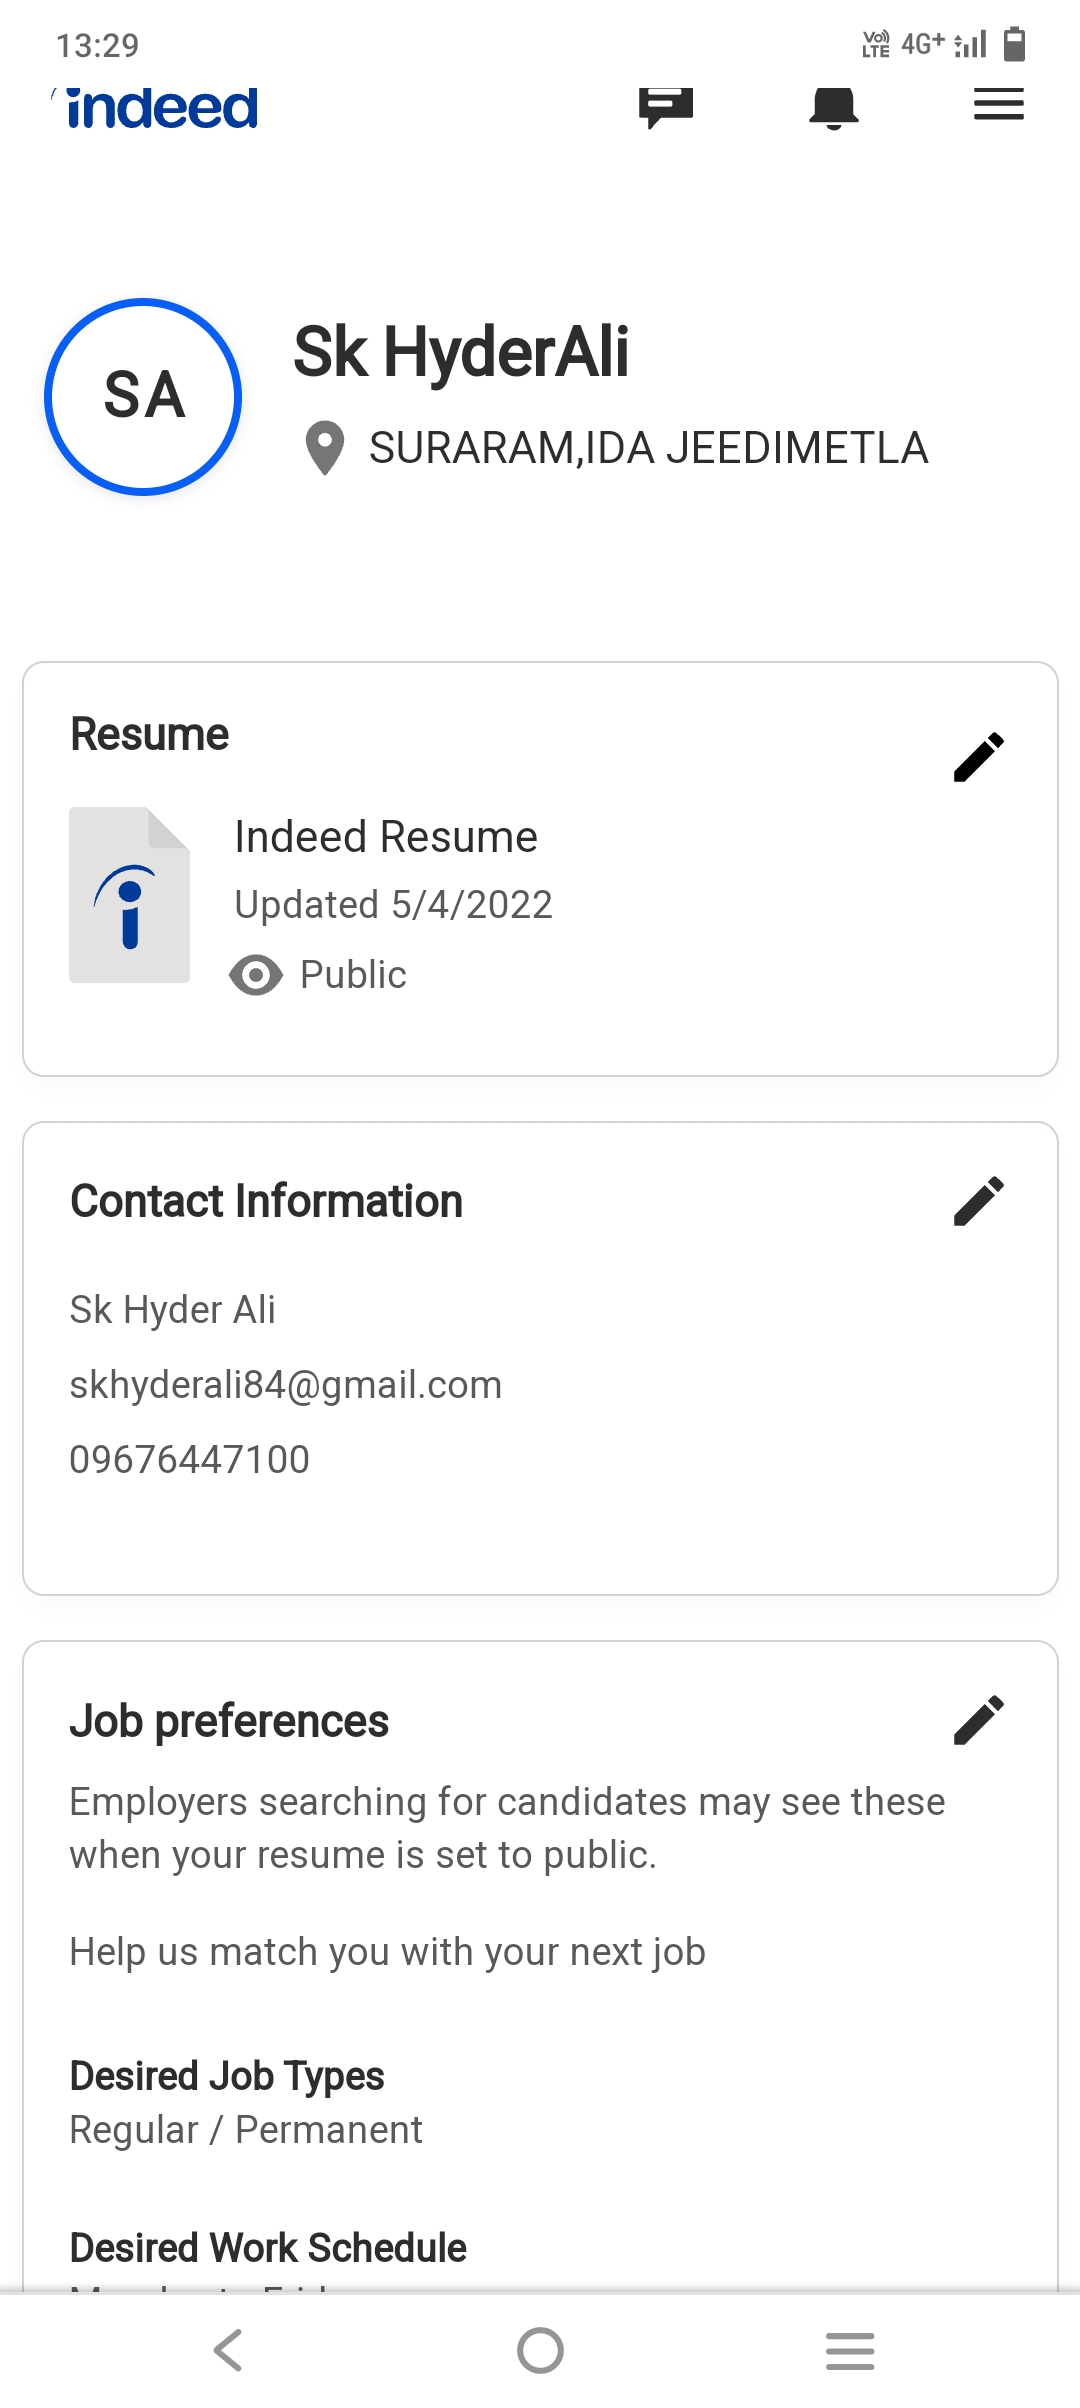 13:29
Vo) LTE 4G+
indeed
SA
Sk HyderAli
SURARAM,IDA JEEDIMETLA
Resume
Indeed Resume
Updated 5/4/2022
Public
Contact Information
Sk Hyder Ali
skhyderali84@gmail.com
09676447100
Job preferences
Employers searching for candidates may see these
when your resume is set to public.
Help us match you with your next job
Desired Job Types
Regular / Permanent
Desired Work Schedule